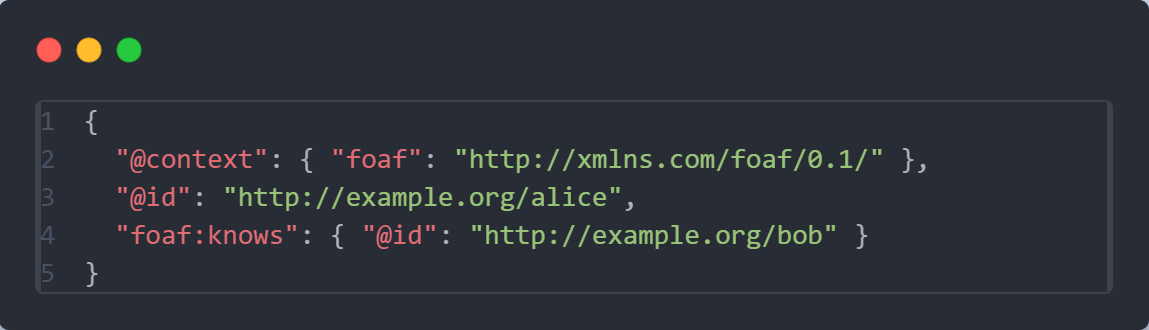 1 {
2   "@context": { "foaf": "http://xmlns.com/foaf/0.1/" },
3   "@id": "http://example.org/alice",
4   "foaf:knows": { "@id": "http://example.org/bob" }
5 }